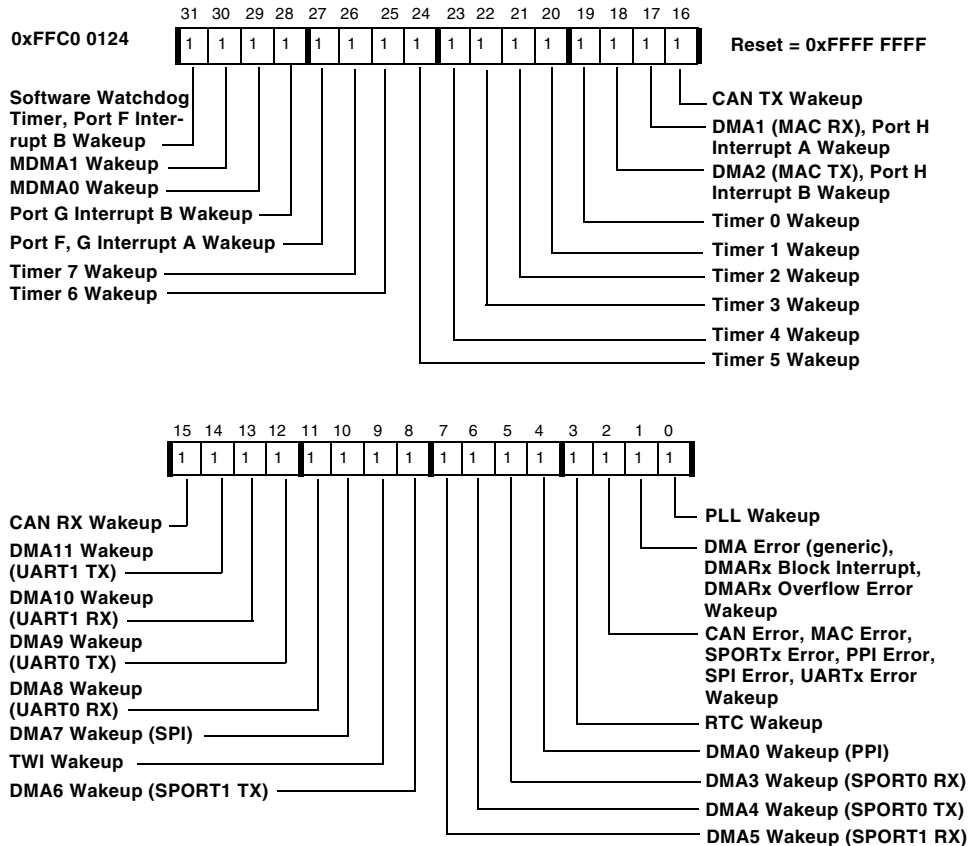 31 30 29 28 27 26 25 24 23 22 21 20 19 18 17 16
0xFFC0 0124
1 1 1 1 1 1 1 1 1 1 1 1 1 1 1 1
Reset = 0xFFFF FFFF
Software Watchdog
Timer, Port F Inter-
rupt B Wakeup
MDMA1 Wakeup
MDMA0 Wakeup
Port G Interrupt B Wakeup
Port F, G Interrupt A Wakeup
Timer 7 Wakeup
Timer 6 Wakeup
CAN TX Wakeup
DMA1 (MAC RX), Port H
Interrupt A Wakeup
DMA2 (MAC TX), Port H
Interrupt B Wakeup
Timer 0 Wakeup
Timer 1 Wakeup
Timer 2 Wakeup
Timer 3 Wakeup
Timer 4 Wakeup
Timer 5 Wakeup
15 14 13 12 11 10 9 8 7 6 5 4 3 2 1 0
1 1 1 1 1 1 1 1 1 1 1 1 1 1 1 1
CAN RX Wakeup
DMA11 Wakeup
(UART1 TX)
DMA10 Wakeup
(UART1 RX)
DMA9 Wakeup
(UART0 TX)
DMA8 Wakeup
(UART0 RX)
DMA7 Wakeup (SPI)
TWI Wakeup
DMA6 Wakeup (SPORT1 TX)
PLL Wakeup
DMA Error (generic),
DMARx Block Interrupt,
DMARx Overflow Error
Wakeup
CAN Error, MAC Error,
SPORTx Error, PPI Error,
SPI Error, UARTx Error
Wakeup
RTC Wakeup
DMA0 Wakeup (PPI)
DMA3 Wakeup (SPORT0 RX)
DMA4 Wakeup (SPORT0 TX)
DMA5 Wakeup (SPORT1 RX)